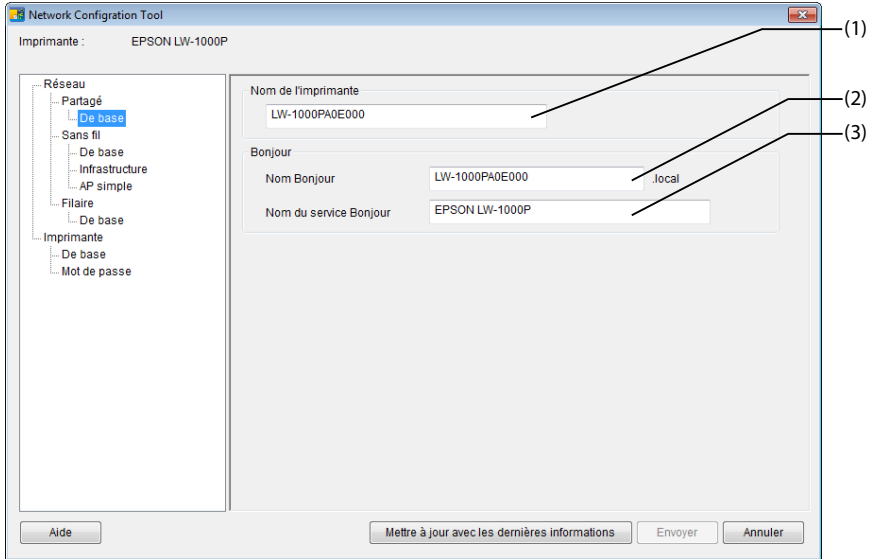 Network Configration Tool
Imprimante : EPSON LW-1000P
(1)
(2)
(3)
Réseau
Partagé
De base
Sans fil
De base
Infrastructure
AP simple
Filaire
De base
Imprimante
De base
Mot de passe
Nom de l'imprimante
LW-1000PA0E000
Bonjour
Nom Bonjour LW-1000PA0E000 .local
Nom du service Bonjour EPSON LW-1000P
Aide Mettre à jour avec les dernières informations Envoyer Annuler